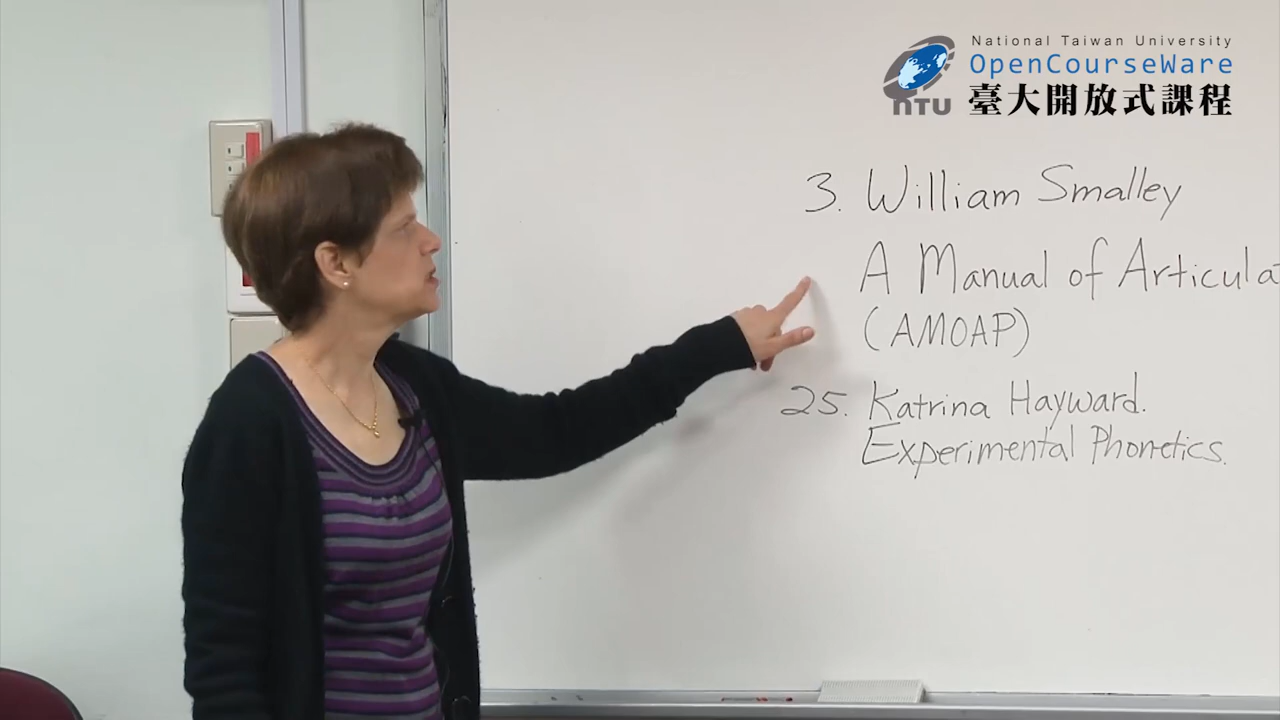 National Taiwan University
OpenCourseWare
臺大開放式課程
NTU
3. William Smalley
A Manual of Articulat
(AMOAP)
25. Katrina Hayward.
Experimental Phonetics.